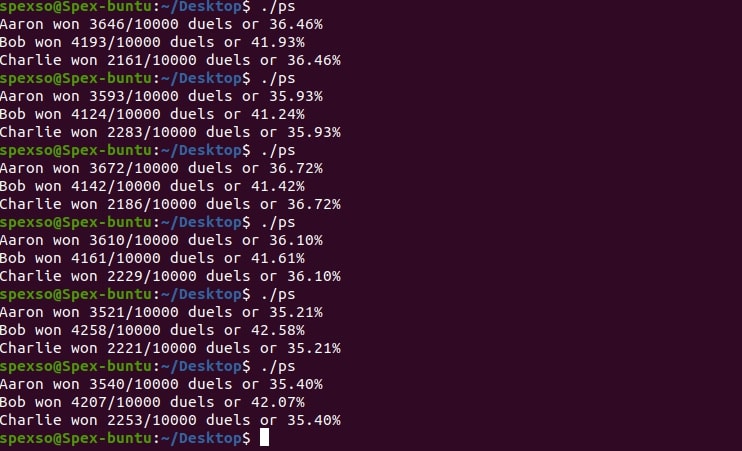 spexso@Spex-buntu:~/Desktop$ ./ps
Aaron won 3646/10000 duels or 36.46%
Bob won 4193/10000 duels or 41.93%
Charlie won 2161/10000 duels or 36.46%
spexso@Spex-buntu:~/Desktop$ ./ps
Aaron won 3593/10000 duels or 35.93%
Bob won 4124/10000 duels or 41.24%
Charlie won 2283/10000 duels or 35.93%
spexso@Spex-buntu:~/Desktop$ ./ps
Aaron won 3672/10000 duels or 36.72%
Bob won 4142/10000 duels or 41.42%
Charlie won 2186/10000 duels or 36.72%
spexso@Spex-buntu:~/Desktop$ ./ps
Aaron won 3610/10000 duels or 36.10%
Bob won 4161/10000 duels or 41.61%
Charlie won 2229/10000 duels or 36.10%
spexso@Spex-buntu:~/Desktop$ ./ps
Aaron won 3521/10000 duels or 35.21%
Bob won 4258/10000 duels or 42.58%
Charlie won 2221/10000 duels or 35.21%
spexso@Spex-buntu:~/Desktop$ ./ps
Aaron won 3540/10000 duels or 35.40%
Bob won 4207/10000 duels or 42.07%
Charlie won 2253/10000 duels or 35.40%
spexso@Spex-buntu:~/Desktop$